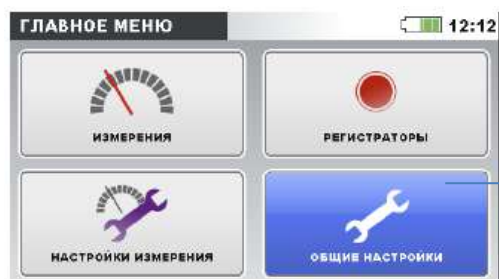 ГЛАВНОЕ МЕНЮ 12:12
ИЗМЕРЕНИЯ РЕГИСТРАТОРЫ
НАСТРОЙКИ ИЗМЕРЕНИЯ ОБЩИЕ НАСТРОЙКИ